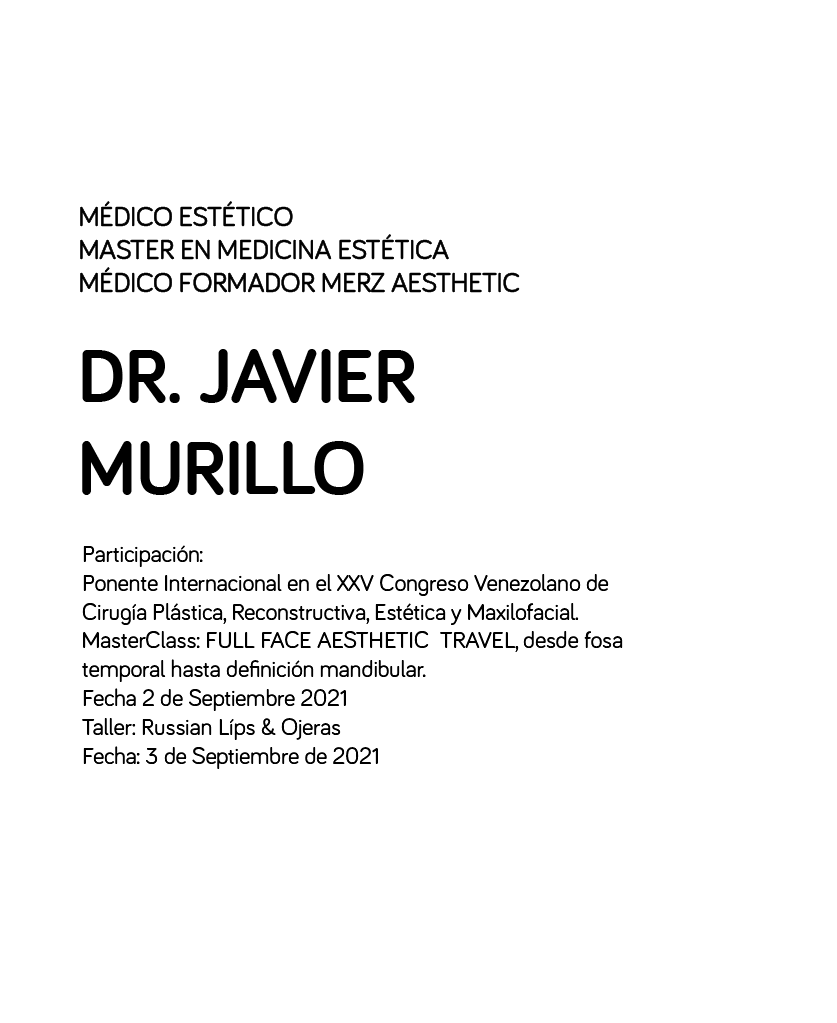 MÉDICO ESTÉTICO
MASTER EN MEDICINA ESTÉTICA
MÉDICO FORMADOR MERZ AESTHETIC
DR. JAVIER
MURILLO
Participación:
Ponente Internacional en el XXV Congreso Venezolano de
Cirugía Plástica, Reconstructiva, Estética y Maxilofacial.
MasterClass: FULL FACE AESTHETIC  TRAVEL, desde fosa
temporal hasta definición mandibular.
Fecha 2 de Septiembre 2021
Taller: Russian Líps & Ojeras
Fecha: 3 de Septiembre de 2021